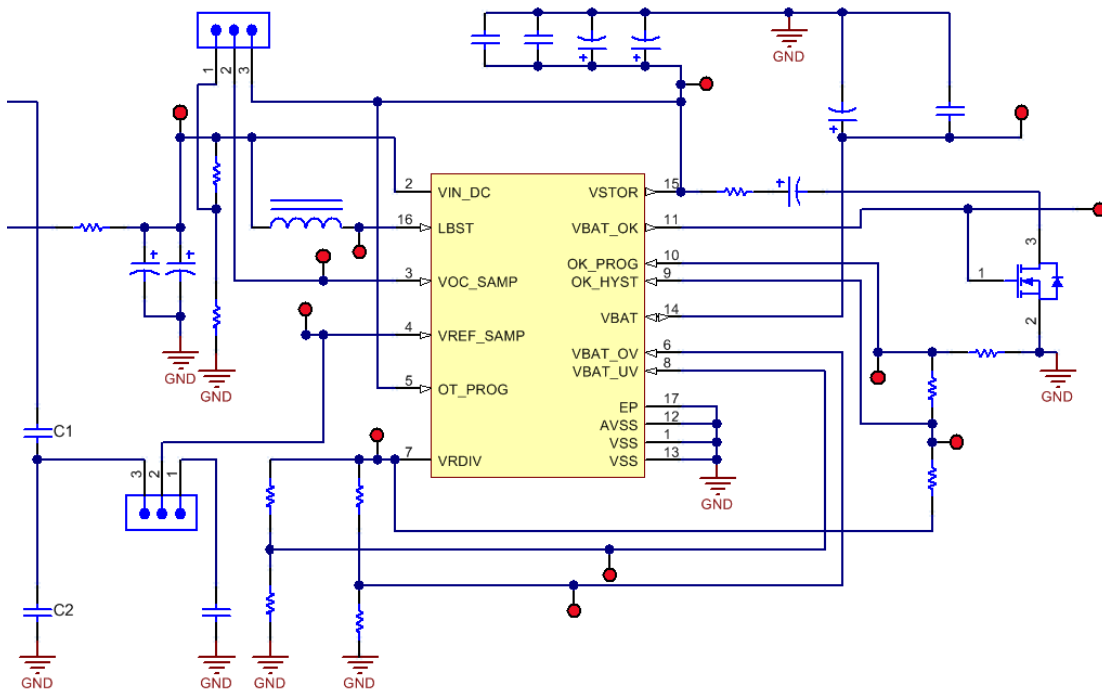 GND
1
2
3
2
VIN_DC
VSTOR
15
16
LBST
VBAT_OK
11
3
OK_PROG
10
3
VOC_SAMP
OK_HYST
9
1
VBAT
14
2
4
VREF_SAMP
VBAT_OV
6
VBAT_UV
8
GND
GND
GND
5
OT_PROG
EP
17
AVSS
12
C1
VSS
1
7
VRDIV
VSS
13
3
2
1
GND
C2
GND
GND
GND
GND